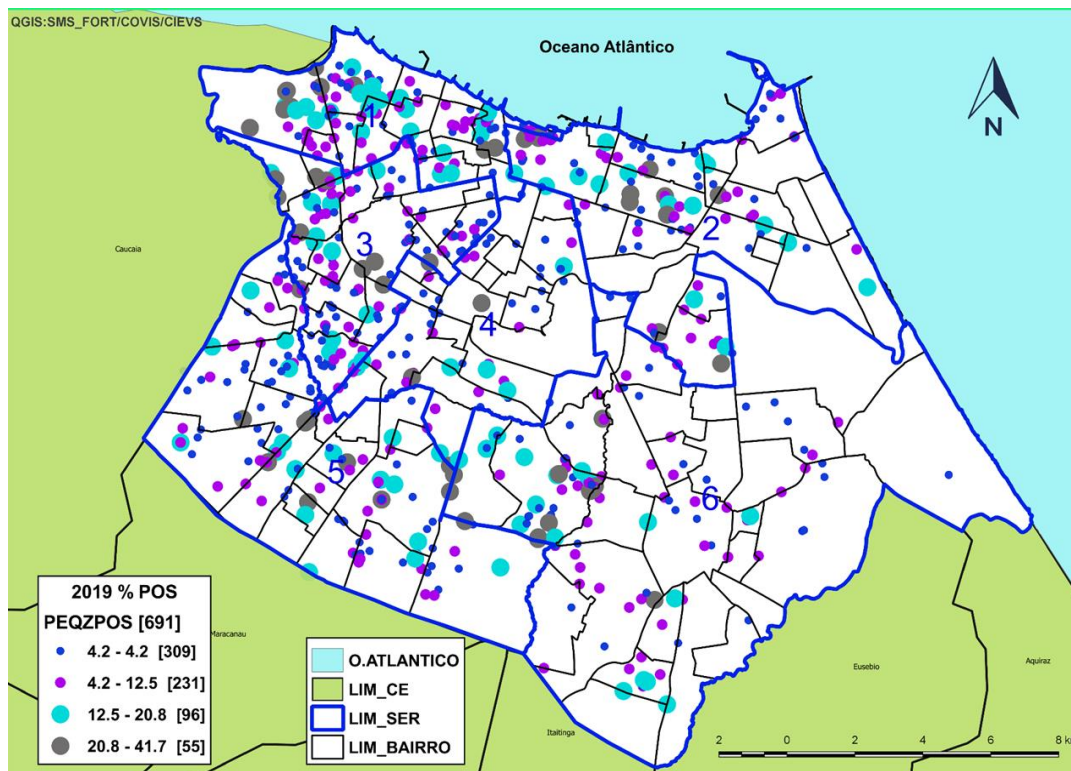 QGIS:SMS_FORT/COVIS/CIEVS
Oceano Atlântico
N
1
2
Caucaia
3
4
5
6
2019 % POS
PEQZPOS [691]
4.2 - 4.2 [309]
4.2 - 12.5 [231]
12.5 - 20.8 [96]
20.8 - 41.7 [55]
Maracanau
O.ATLANTICO
LIM_CE
LIM_SER
LIM_BAIRRO
Eusebio
Aquiraz
Itaitinga
2 0 2 4 6 8 k